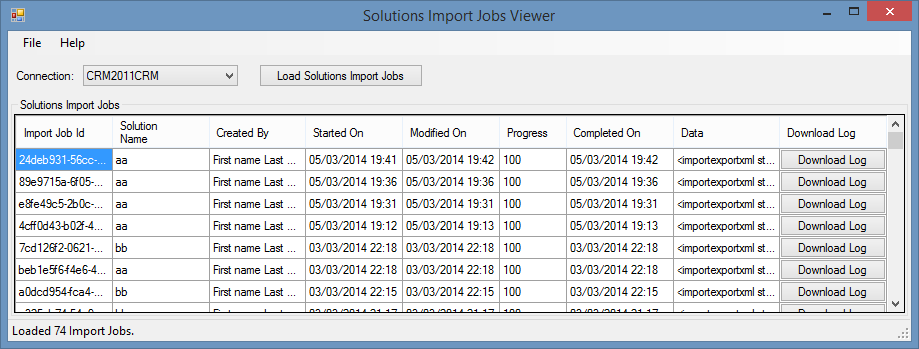 Solutions Import Jobs Viewer
File Help
Connection: CRM2011CRM Load Solutions Import Jobs
Solutions Import Jobs
Import Job Id Solution Name Created By Started On Modified On Progress Completed On Data Download Log
24deb931-56cc-... aa First name Last ... 05/03/2014 19:41 05/03/2014 19:42 100 05/03/2014 19:42 <importexportxml st... Download Log
89e9715a-6f05-... aa First name Last ... 05/03/2014 19:36 05/03/2014 19:36 100 05/03/2014 19:36 <importexportxml st... Download Log
e8fe49c5-2b0c-... aa First name Last ... 05/03/2014 19:31 05/03/2014 19:31 100 05/03/2014 19:31 <importexportxml st... Download Log
4cff0d43-b02f-4... aa First name Last ... 05/03/2014 19:12 05/03/2014 19:13 100 05/03/2014 19:13 <importexportxml st... Download Log
7cd126f2-0621-... bb First name Last ... 03/03/2014 22:18 03/03/2014 22:18 100 03/03/2014 22:18 <importexportxml st... Download Log
beb1e5f6-f4e6-4... aa First name Last ... 03/03/2014 22:18 03/03/2014 22:18 100 03/03/2014 22:18 <importexportxml st... Download Log
a0dcd954-fca4-... bb First name Last ... 03/03/2014 22:15 03/03/2014 22:15 100 03/03/2014 22:15 <importexportxml st... Download Log
Loaded 74 Import Jobs.